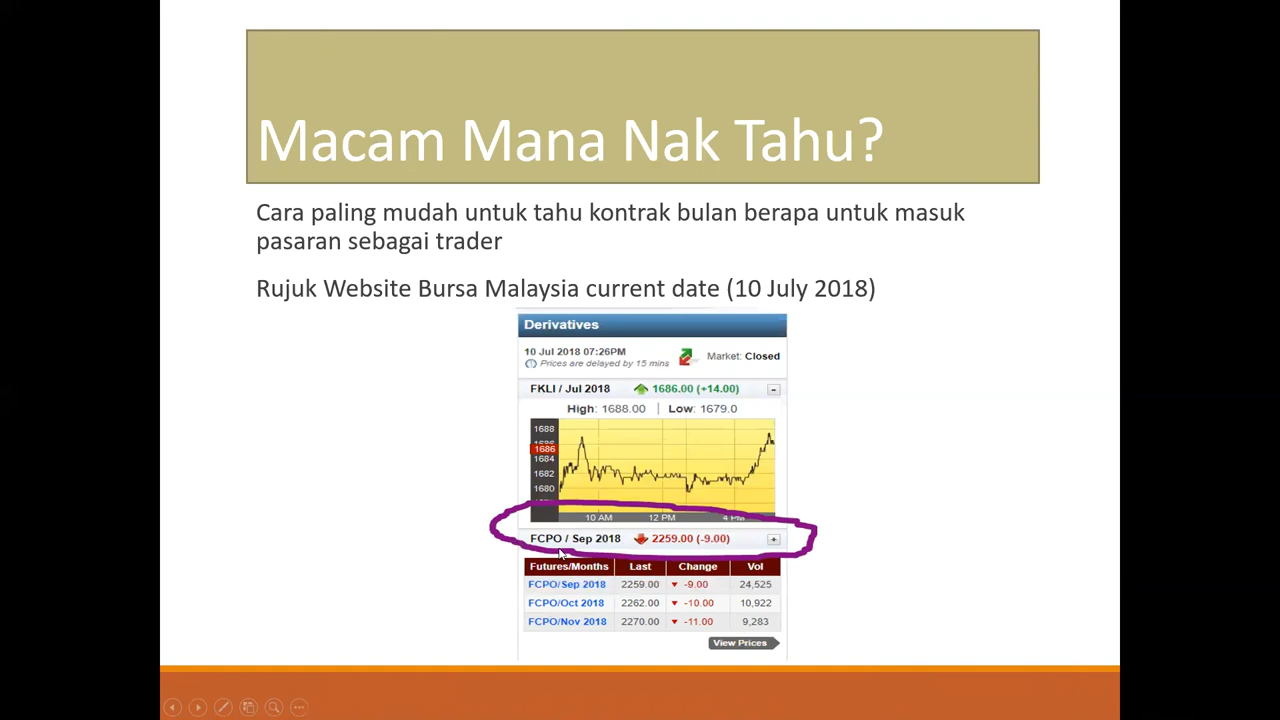 Macam Mana Nak Tahu?
Cara paling mudah untuk tahu kontrak bulan berapa untuk masuk
pasaran sebagai trader
Rujuk Website Bursa Malaysia current date (10 July 2018)
Derivatives
10 Jul 2018 07:26PM
Prices are delayed by 15 mins
Market: Closed
FKLI / Jul 2018 1686.00 (+14.00) -
High: 1688.00 | Low: 1679.0
1688
1686
1684
1682
1680
10 AM 12 PM 4 PM
FCPO / Sep 2018 2259.00 (-9.00) +
Futures/Months Last Change Vol
FCPO/Sep 2018 2259.00 -9.00 24,525
FCPO/Oct 2018 2262.00 -10.00 10,922
FCPO/Nov 2018 2270.00 -11.00 9,283
View Prices